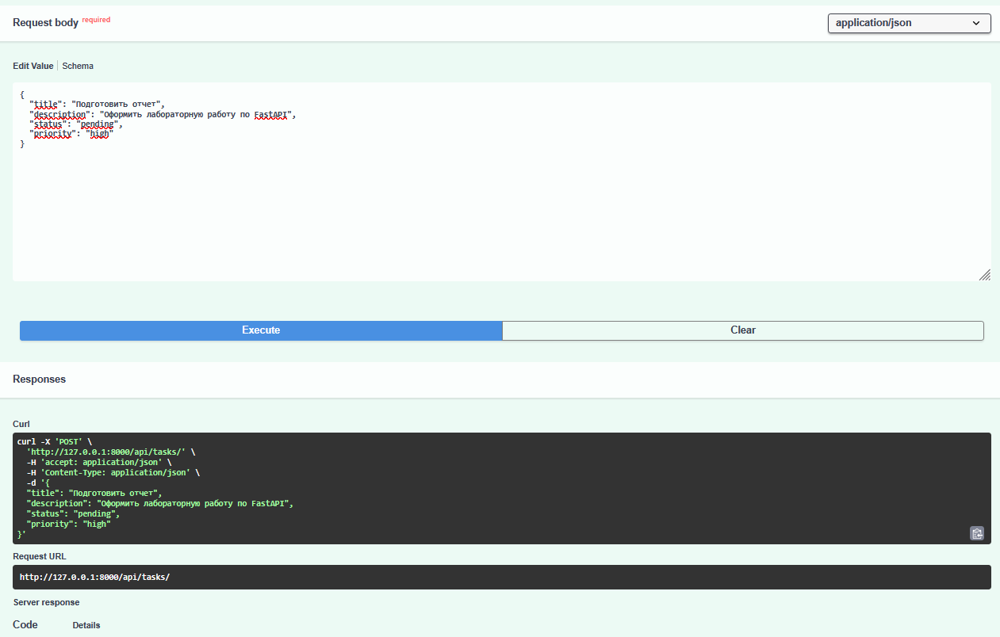 Request body required
application/json
Edit Value Schema
{
"title": "Подготовить отчет",
"description": "Оформить лабораторную работу по FastAPI",
"status": "pending",
"priority": "high"
}
Execute
Clear
Responses
Curl
curl -X 'POST' \
'http://127.0.0.1:8000/api/tasks/' \
-H 'accept: application/json' \
-H 'Content-Type: application/json' \
-d '{
"title": "Подготовить отчет",
"description": "Оформить лабораторную работу по FastAPI",
"status": "pending",
"priority": "high"
}'
Request URL
http://127.0.0.1:8000/api/tasks/
Server response
Code Details